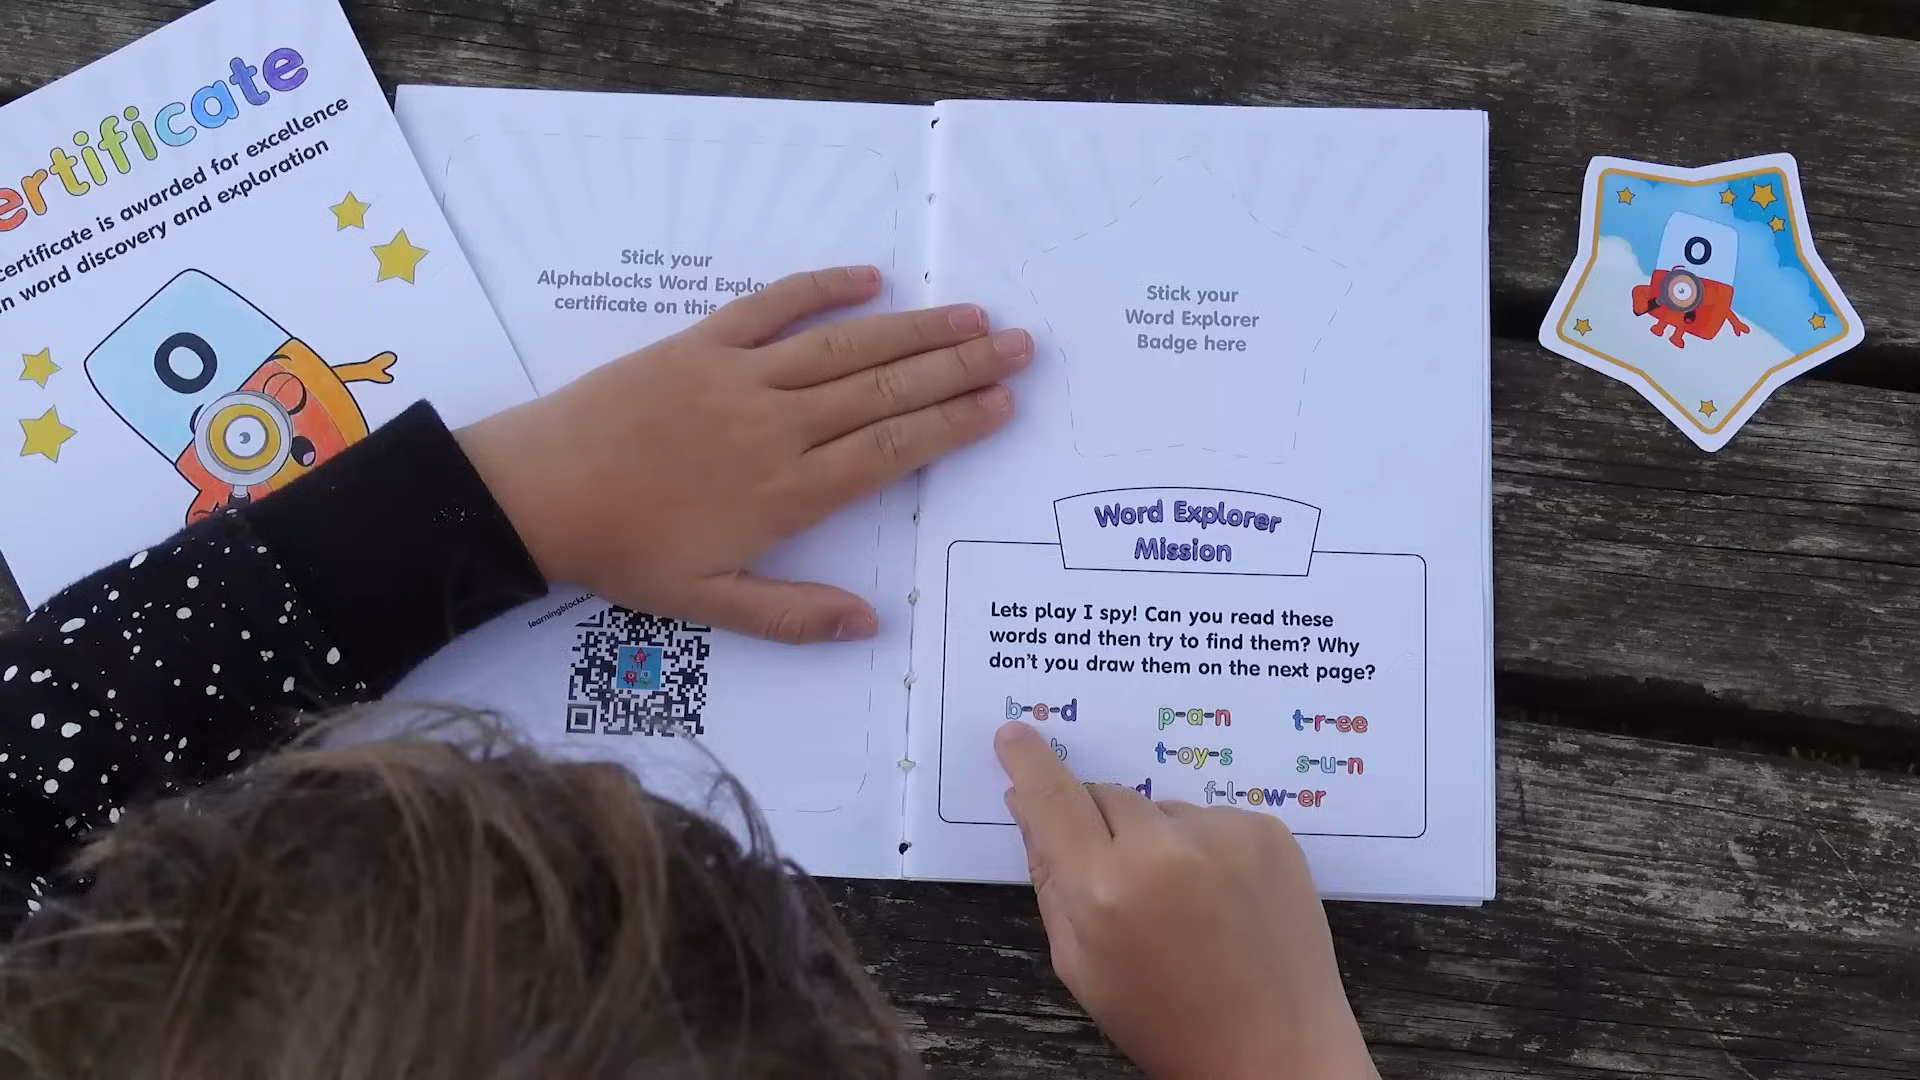 ertificate
certificate is awarded for excellence
n word discovery and exploration
O
Stick your
Alphablocks Word
certificate on this
learningblocks.c
Stick your
Word Explorer
Badge here
O
Word Explorer
Mission
Lets play I spy! Can you read these
words and then try to find them? Why
don't you draw them on the next page?
b-e-d p-a-n t-r-ee
b t-oy-s s-u-n
d f-l-ow-er